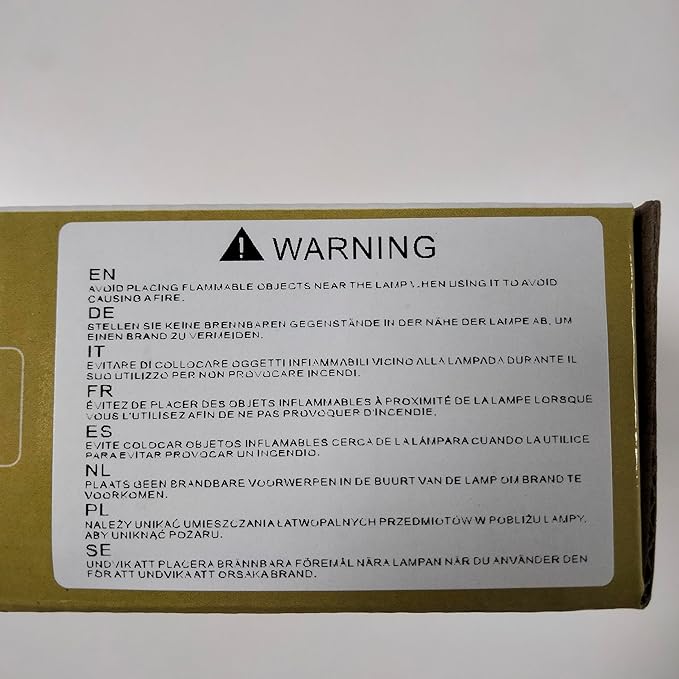 WARNING
EN
AVOID PLACING FLAMMABLE OBJECTS NEAR THE LAMP WHEN USING IT TO AVOID
CAUSING A FIRE.
DE
STELLEN SIE KEINE BRENNBAREN GEGENSTÄNDE IN DER NÄHE DER LAMPE AB, UM
EINEN BRAND ZU VERMEIDEN.
IT
EVITARE DI COLLOCARE OGGETTI INFIAMMABILI VICINO ALLA LAMPADA DURANTE IL
SUO UTILIZZO PER NON PROVOCARE INCENDI.
FR
ÉVITEZ DE PLACER DES OBJETS INFLAMMABLES À PROXIMITÉ DE LA LAMPE LORSQUE
VOUS L'UTILISEZ AFIN DE NE PAS PROVOQUER D'INCENDIE.
ES
EVITE COLOCAR OBJETOS INFLAMABLES CERCA DE LA LÁMPARA CUANDO LA UTILICE
PARA EVITAR PROVOCAR UN INCENDIO.
NL
PLAATS GEEN BRANDBARE VOORWERPEN IN DE BUURT VAN DE LAMP OM BRAND TE
VOORKOMEN.
PL
NALEŻY UNIKAĆ UMIESZCZANIA ŁATWOPALNYCH PRZEDMIOTÓW W POBLIŻU LAMPY,
ABY UNIKNĄĆ POŻARU.
SE
UNDVIK ATT PLACERA BRÄNNBARA FÖREMÅL NÄRA LAMPAN NÄR DU ANVÄNDER DEN
FÖR ATT UNDVIKA ATT ORSAKA BRAND.